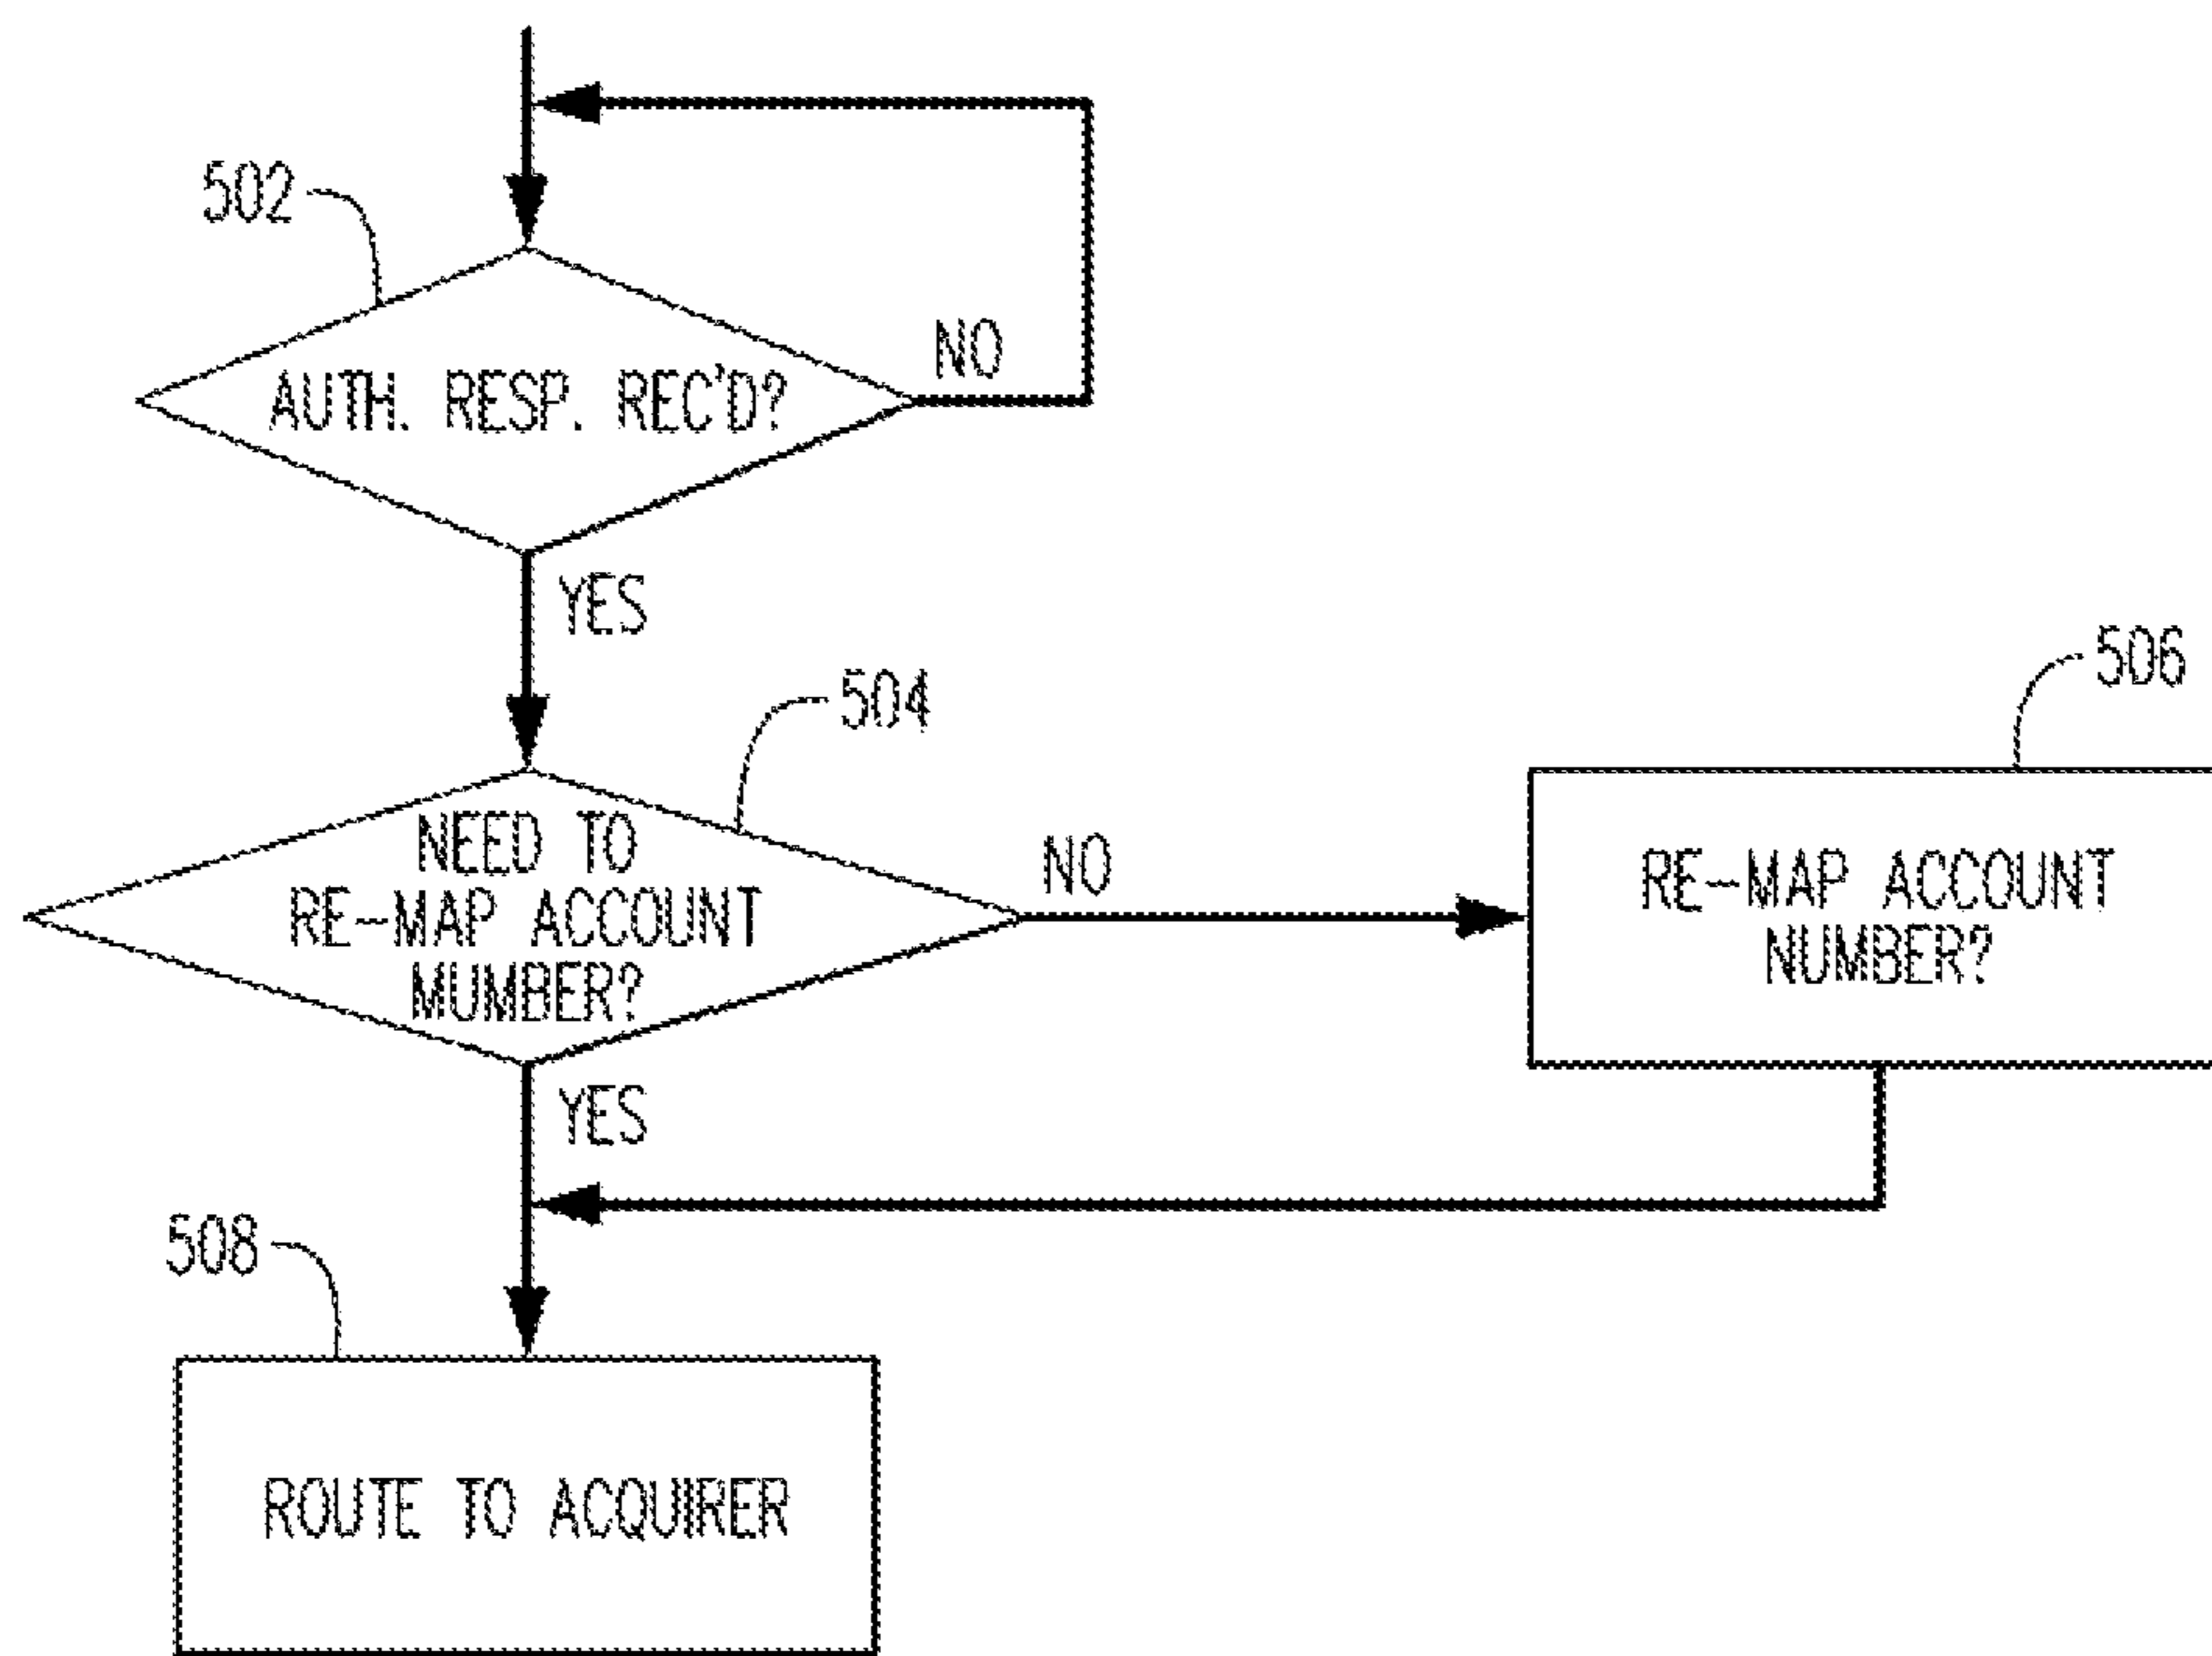 502
NO
AUTH. RESP. REC'D?
YES
504
506
NEED TO
RE-MAP ACCOUNT
MUMBER?
NO
RE-MAP ACCOUNT
NUMBER?
YES
508
ROUTE TO ACQUIRER